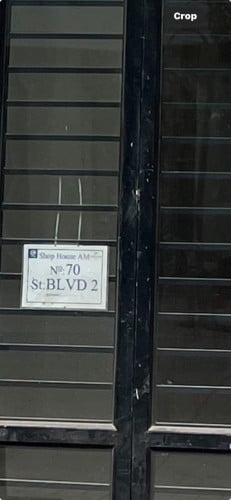 Crop
Shop House AM
Nº: 70
St: BLVD 2